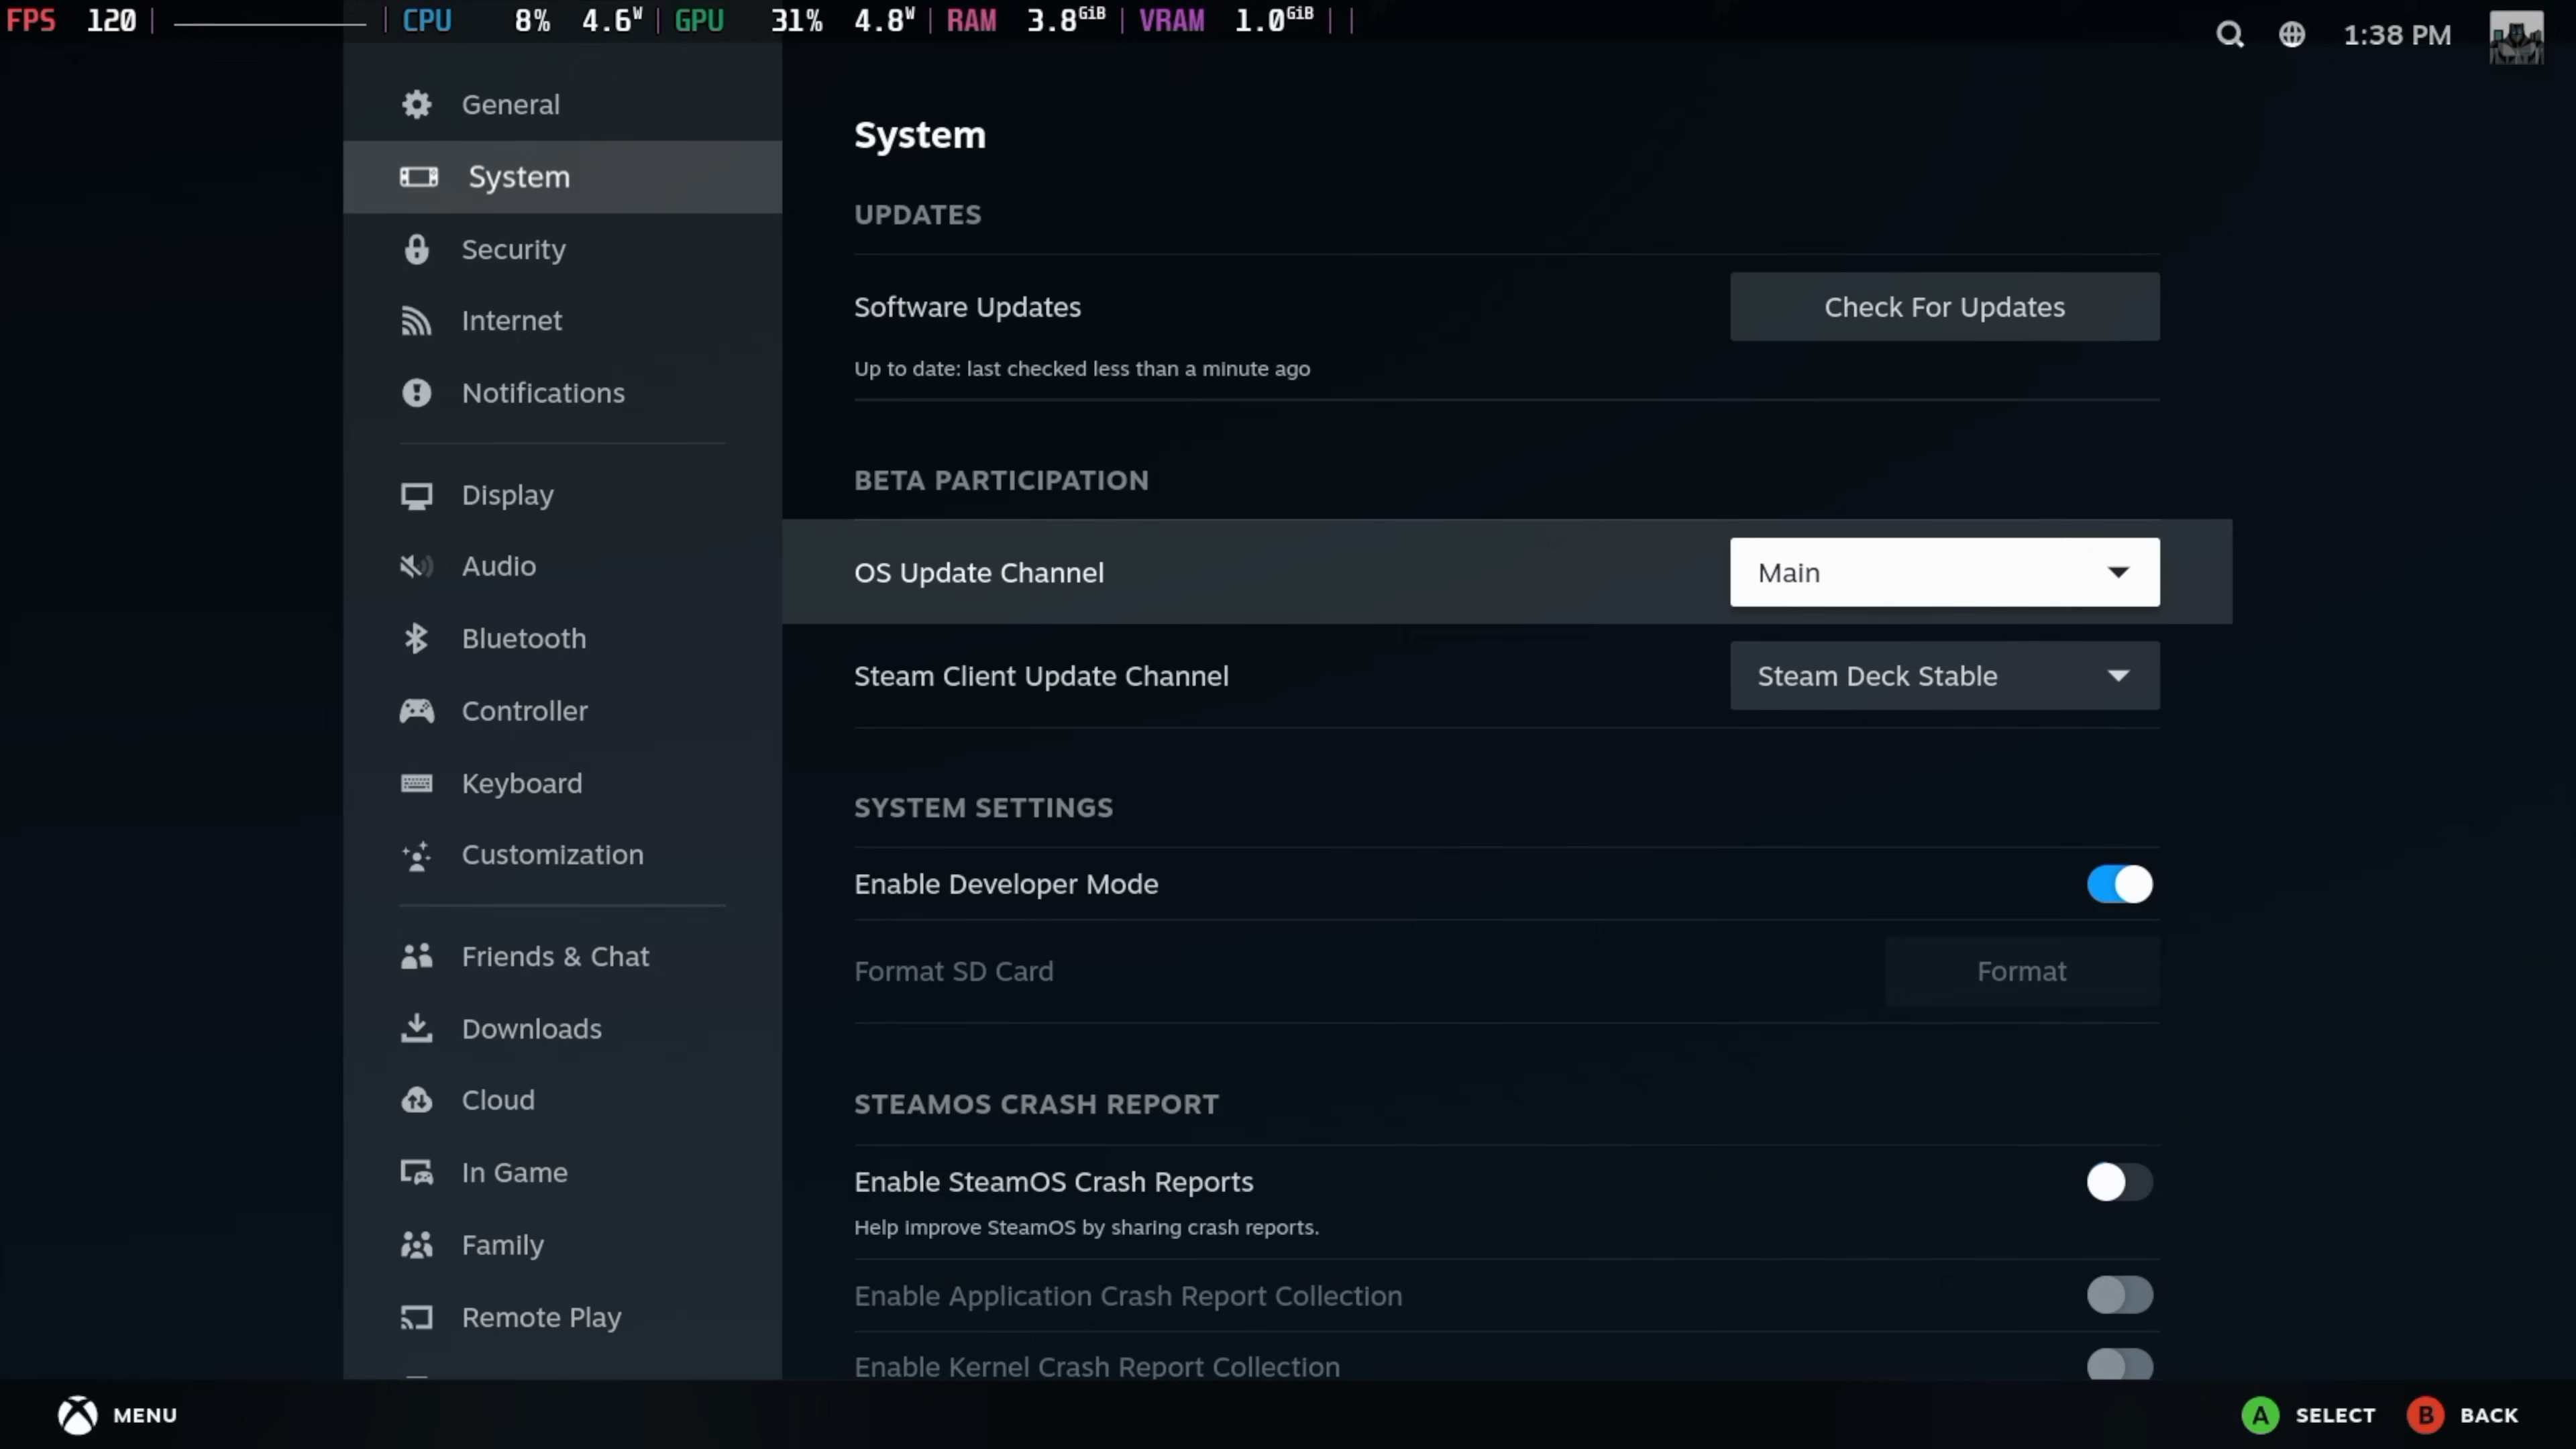 FPS 120 CPU 8% 4.6W GPU 31% 4.8W RAM 3.8GiB VRAM 1.0GiB
1:38 PM
General
System
Security
Internet
Notifications
Display
Audio
Bluetooth
Controller
Keyboard
Customization
Friends & Chat
Downloads
Cloud
In Game
Family
Remote Play
System
UPDATES
Software Updates Check For Updates
Up to date: last checked less than a minute ago
BETA PARTICIPATION
OS Update Channel Main
Steam Client Update Channel Steam Deck Stable
SYSTEM SETTINGS
Enable Developer Mode
Format SD Card Format
STEAMOS CRASH REPORT
Enable SteamOS Crash Reports
Help improve SteamOS by sharing crash reports.
Enable Application Crash Report Collection
Enable Kernel Crash Report Collection
MENU A SELECT B BACK